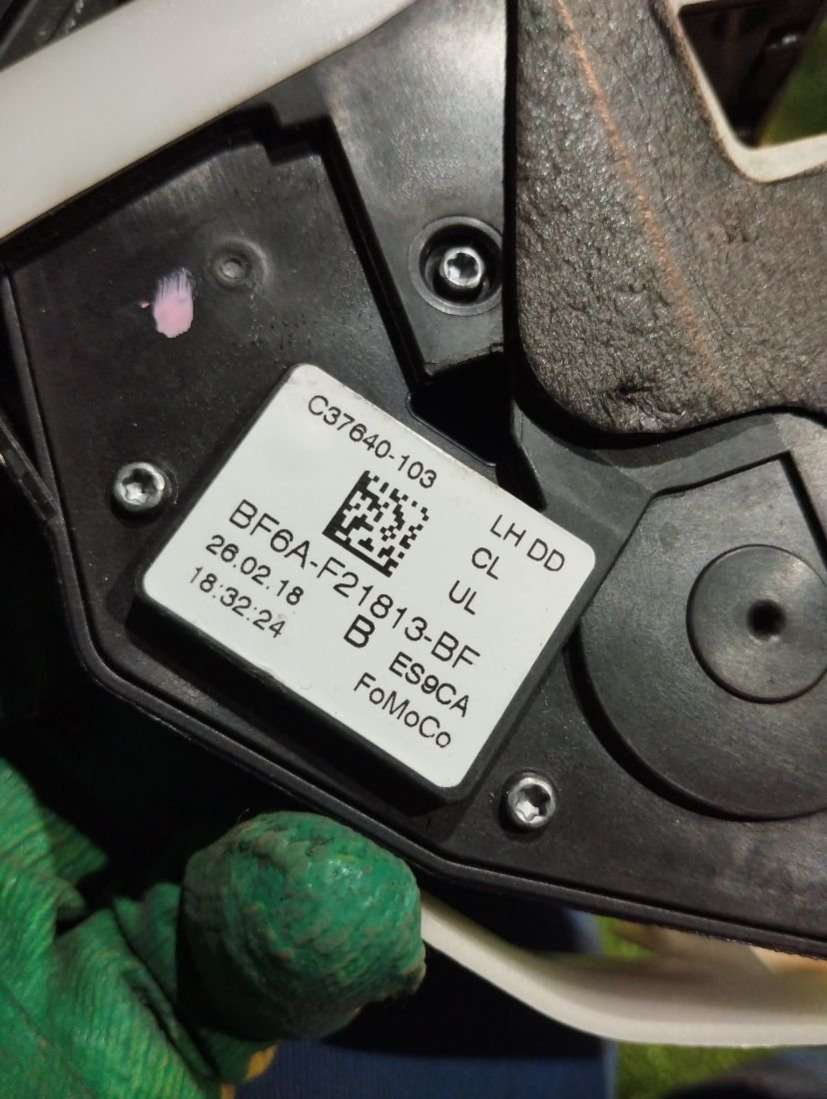 C37640-103
LH DD
CL
UL
BF6A-F21813-BF
26.02.18
18:32:24
B
ES9CA
FoMoCo